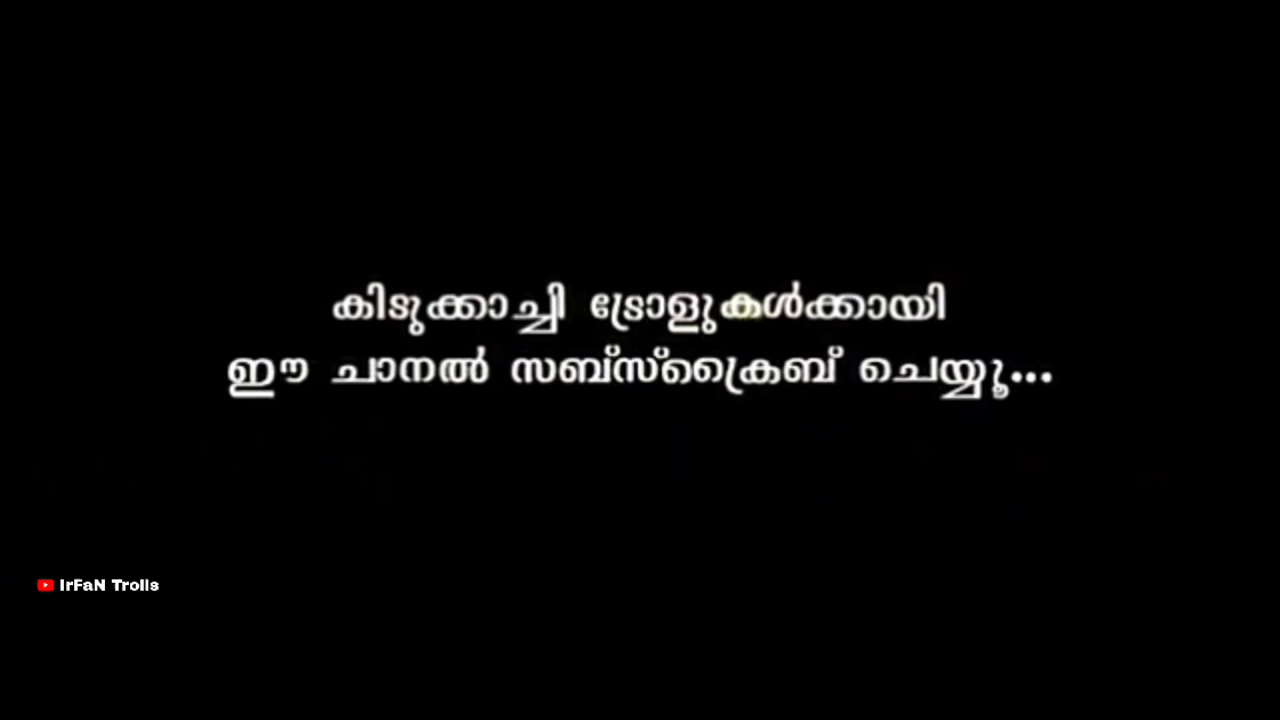 കിടുക്കാച്ചി ട്രോളുകൾക്കായി
ഈ ചാനൽ സബ്സ്ക്രൈബ് ചെയ്യൂ...
IrFaN Trolls